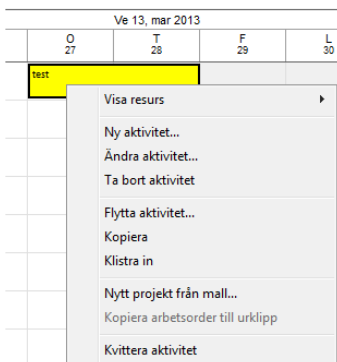 Ve 13, mar 2013
O T F L
27 28 29 30
test
Visa resurs
Ny aktivitet...
Ändra aktivitet...
Ta bort aktivitet
Flytta aktivitet...
Kopiera
Klistra in
Nytt projekt från mall...
Kopiera arbetsorder till urklipp
Kvittera aktivitet